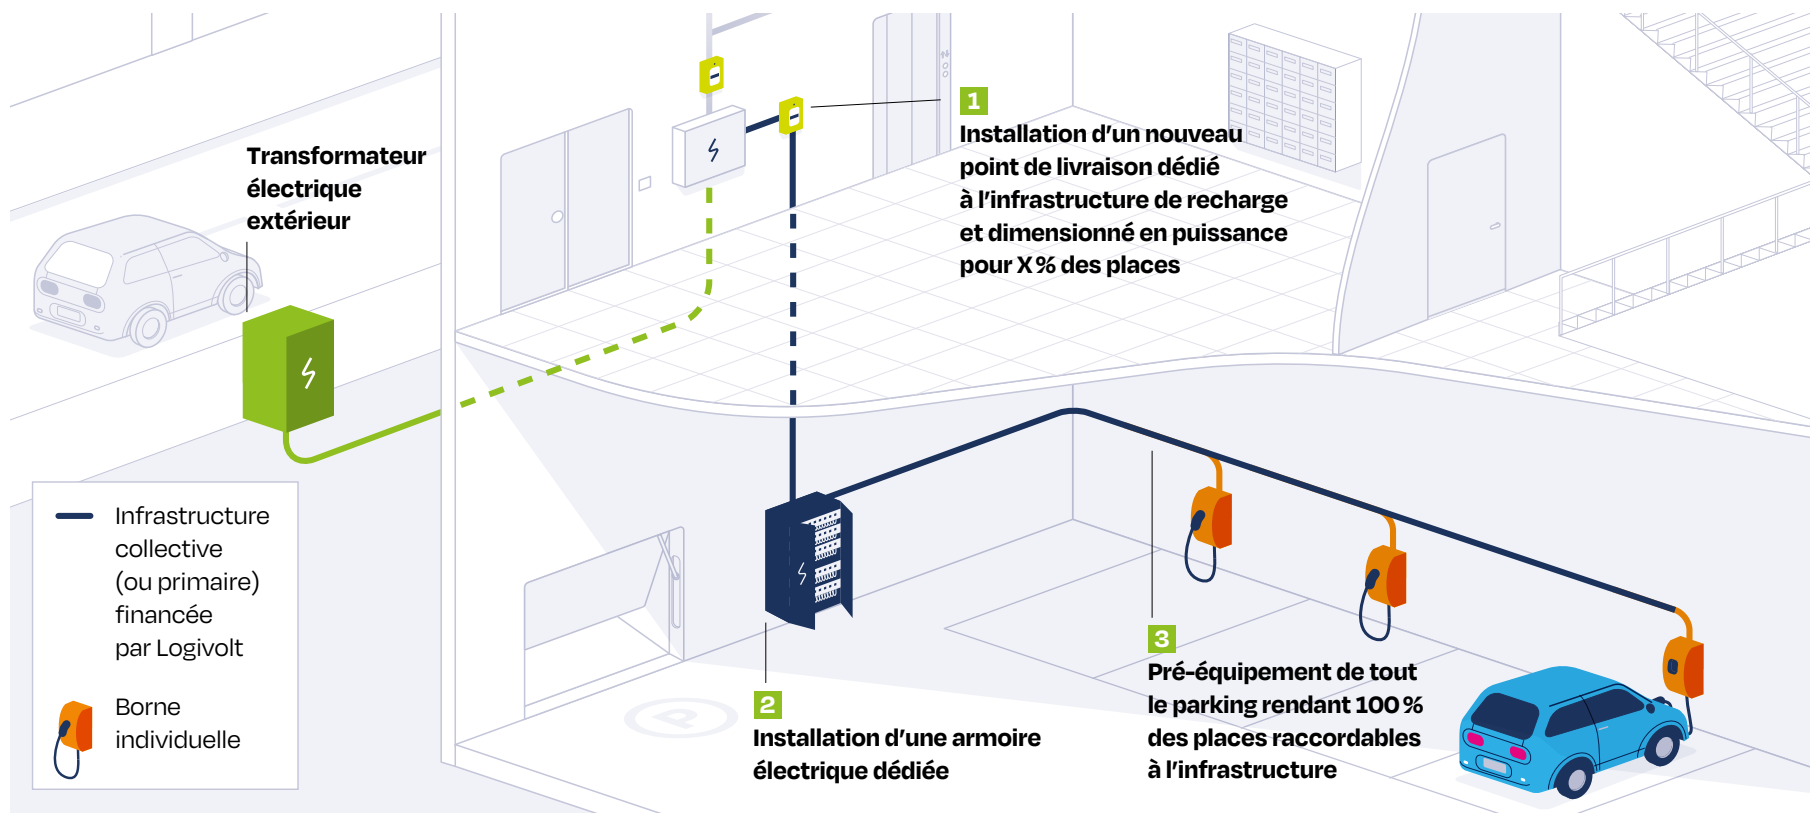 Transformateur
électrique
extérieur
1
Installation d’un nouveau
point de livraison dédié
à l’infrastructure de recharge
et dimensionné en puissance
pour X % des places
Infrastructure
collective
(ou primaire)
financée
par Logivolt
Borne
individuelle
2
Installation d’une armoire
électrique dédiée
3
Pré-équipement de tout
le parking rendant 100 %
des places raccordables
à l’infrastructure
P